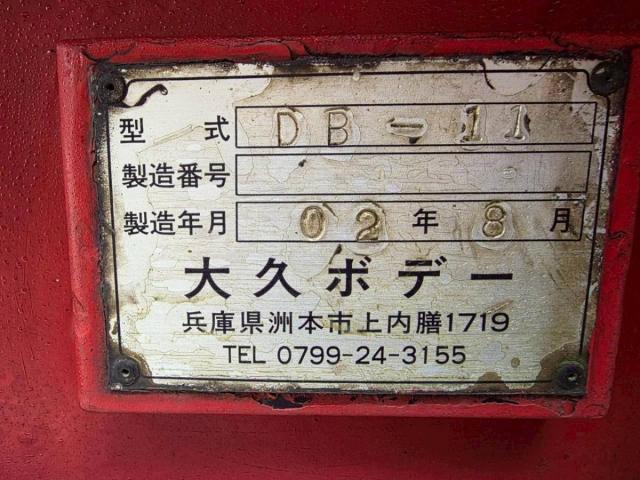 型 式 DB-11
製造番号
製造年月 02年8月
大久ボデー
兵庫県洲本市上内膳1719
TEL 0799-24-3155